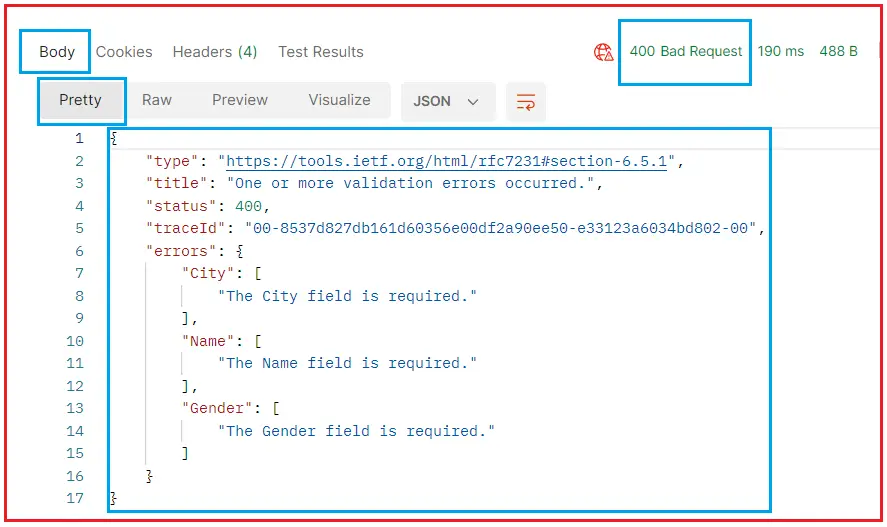 Body Cookies Headers (4) Test Results 400 Bad Request 190 ms 488 B
Pretty Raw Preview Visualize JSON
1 {
2 "type": "https://tools.ietf.org/html/rfc7231#section-6.5.1",
3 "title": "One or more validation errors occurred.",
4 "status": 400,
5 "traceId": "00-8537d827db161d60356e00df2a90ee50-e33123a6034bd802-00",
6 "errors": {
7 "City": [
8 "The City field is required."
9 ],
10 "Name": [
11 "The Name field is required."
12 ],
13 "Gender": [
14 "The Gender field is required."
15 ]
16 }
17 }